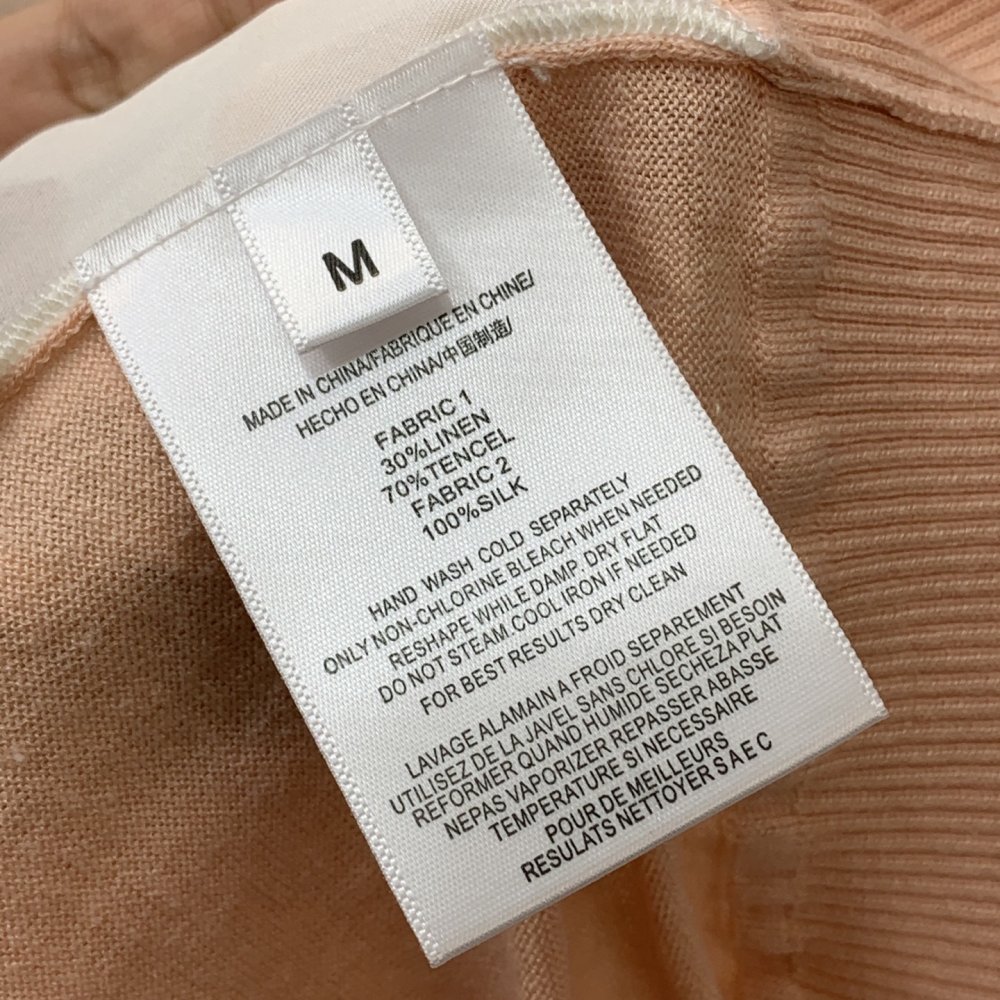 M
MADE IN CHINA/FABRIQUE EN CHINE/
HECHO EN CHINA/中国制造/
FABRIC 1
30%LINEN
70%TENCEL
FABRIC 2
100%SILK
HAND WASH COLD SEPARATELY
ONLY NON-CHLORINE BLEACH WHEN NEEDED
RESHAPE WHILE DAMP. DRY FLAT
DO NOT STEAM.COOL IRON IF NEEDED
FOR BEST RESULTS DRY CLEAN
LAVAGE ALAMAIN A FROID SEPAREMENT
UTILISEZ DE LA JAVEL SANS CHLORE SI BESOIN
REFORMER QUAND HUMIDE SECHEZA PLAT
NEPAS VAPORIZER REPASSER ABASSE
TEMPERATURE SI NECESSAIRE
POUR DE MEILLEURS
RESULATS NETTOYER S A E C